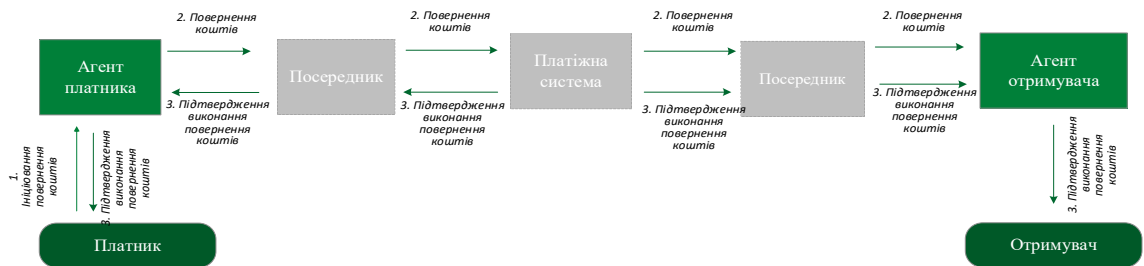 2. Повернення
коштів
2. Повернення
коштів
2. Повернення
коштів
2. Повернення
коштів
Агент
платника
Посередник
Платіжна
система
Посередник
Агент
отримувача
3. Підтвердження
виконання
повернення
коштів
3. Підтвердження
виконання
повернення
коштів
3. Підтвердження
виконання
повернення
коштів
3. Підтвердження
виконання
повернення
коштів
1.
Ініціювання
повернення
коштів
3. Підтвердження
виконання
повернення
коштів
3. Підтвердження
виконання
повернення
коштів
Платник
Отримувач